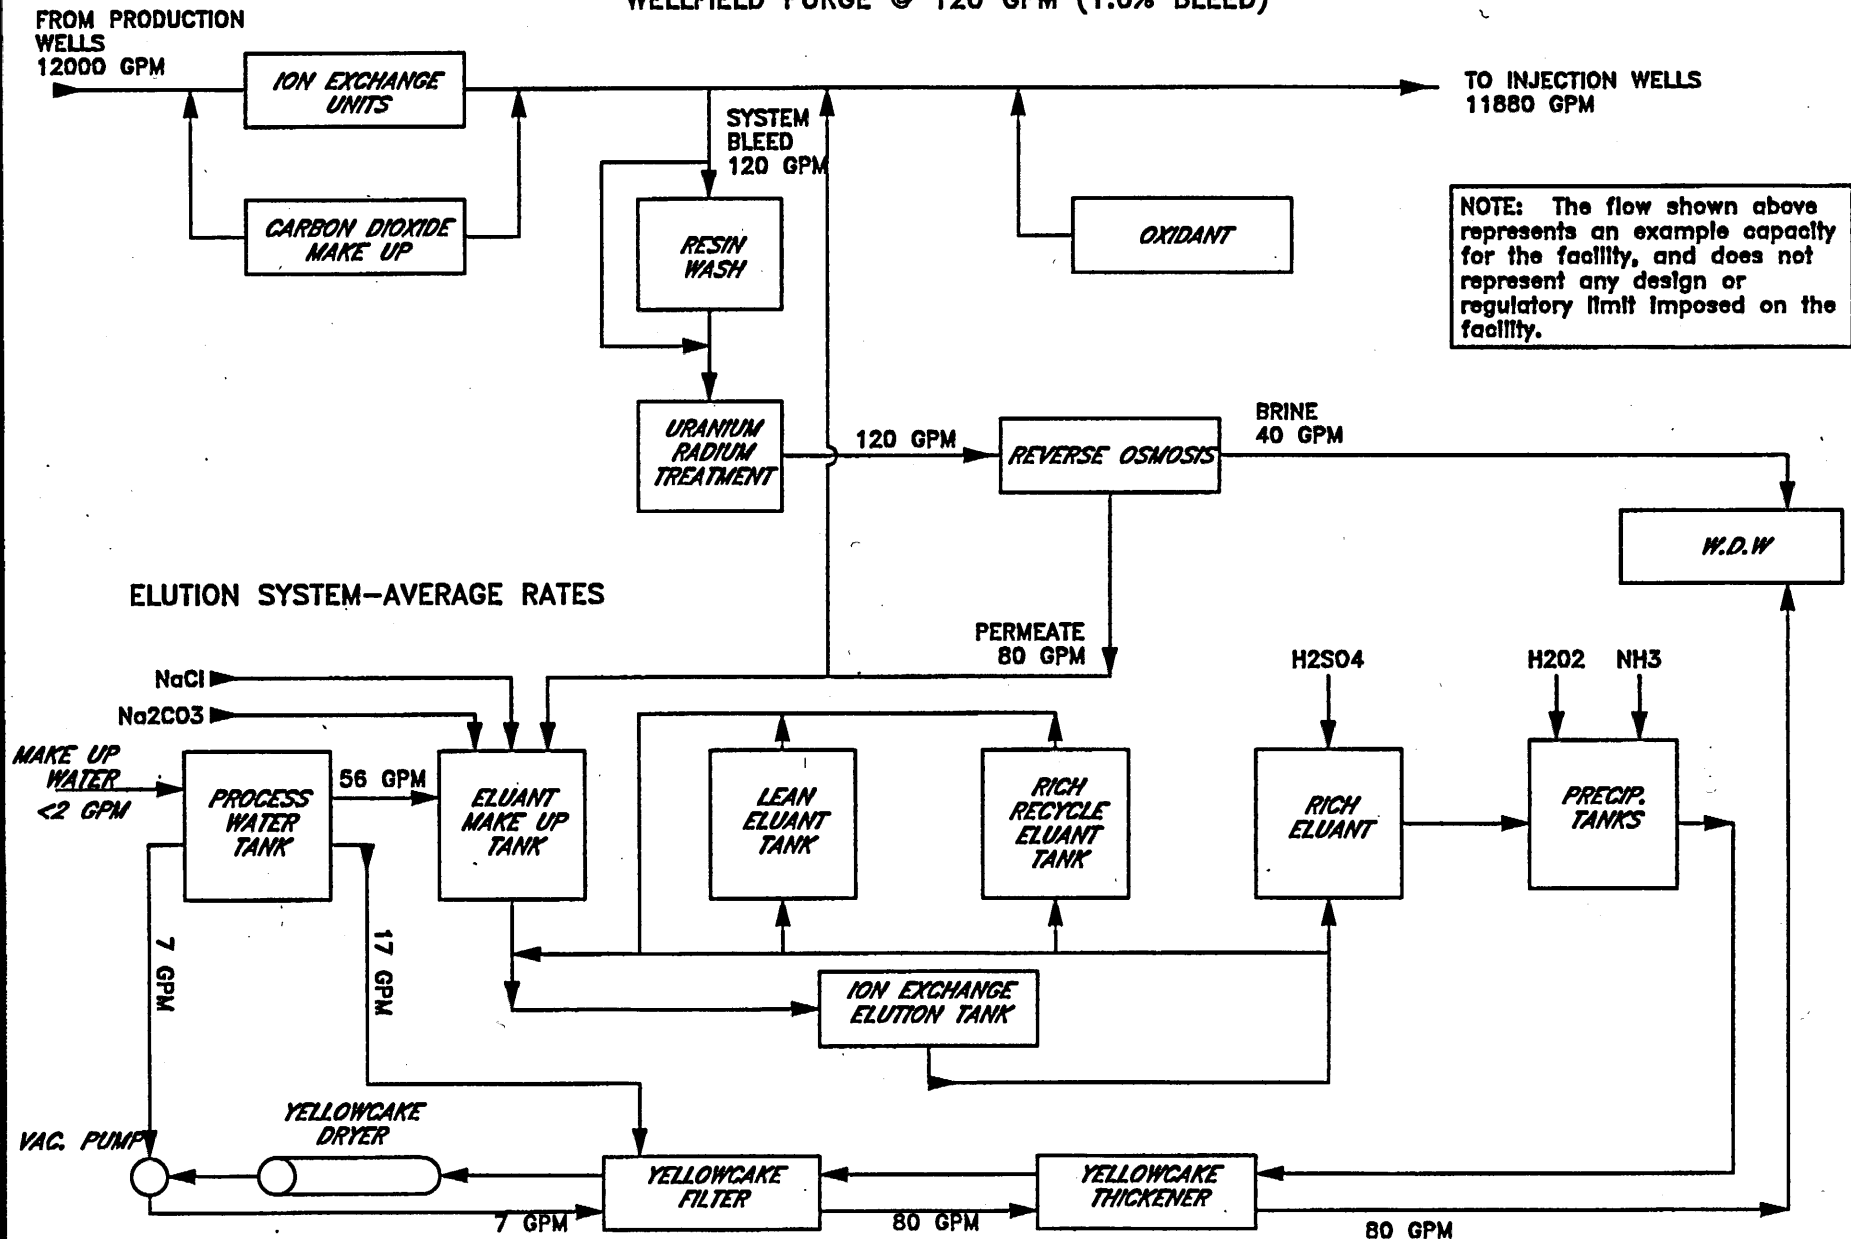 WELLFIELD PURGE @ 120 GPM (1.0% BLEED)
FROM PRODUCTION
WELLS
12000 GPM
ION EXCHANGE
UNITS
TO INJECTION WELLS
11880 GPM
SYSTEM
BLEED
120 GPM
CARBON DIOXIDE
MAKE UP
RESIN
WASH
OXIDANT
NOTE: The flow shown above
represents an example capacity
for the facility, and does not
represent any design or
regulatory limit imposed on the
facility.
URANIUM
RADIUM
TREATMENT
120 GPM
REVERSE OSMOSIS
BRINE
40 GPM
W.D.W
ELUTION SYSTEM-AVERAGE RATES
PERMEATE
80 GPM
NaCl
Na2CO3
H2SO4
H2O2
NH3
MAKE UP
WATER
<2 GPM
PROCESS
WATER
TANK
56 GPM
ELUANT
MAKE UP
TANK
LEAN
ELUANT
TANK
RICH
RECYCLE
ELUANT
TANK
RICH
ELUANT
PRECIP.
TANKS
7 GPM
17 GPM
ION EXCHANGE
ELUTION TANK
VAC. PUMP
YELLOWCAKE
DRYER
YELLOWCAKE
FILTER
YELLOWCAKE
THICKENER
7 GPM
80 GPM
80 GPM